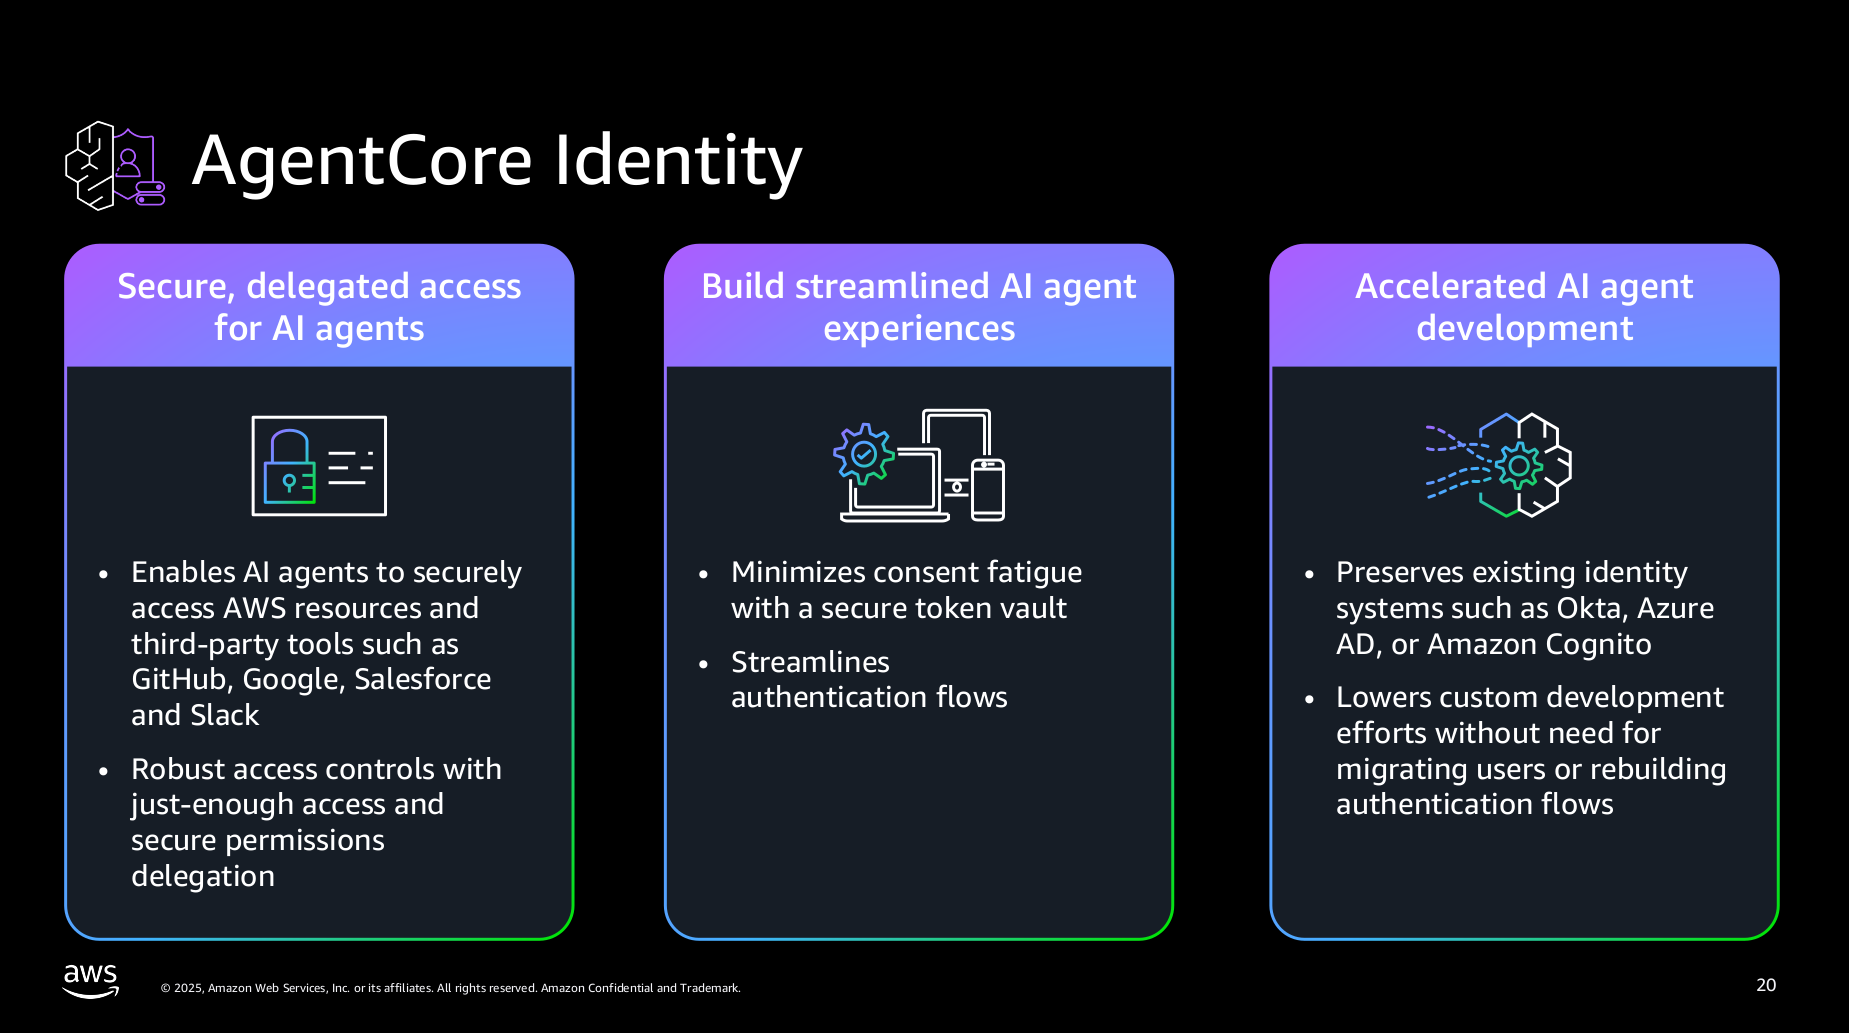 AgentCore Identity
Secure, delegated access
for AI agents
• Enables AI agents to securely
access AWS resources and
third-party tools such as
GitHub, Google, Salesforce
and Slack
• Robust access controls with
just-enough access and
secure permissions
delegation
Build streamlined AI agent
experiences
• Minimizes consent fatigue
with a secure token vault
• Streamlines
authentication flows
Accelerated AI agent
development
• Preserves existing identity
systems such as Okta, Azure
AD, or Amazon Cognito
• Lowers custom development
efforts without need for
migrating users or rebuilding
authentication flows
aws
© 2025, Amazon Web Services, Inc. or its affiliates. All rights reserved. Amazon Confidential and Trademark.
20